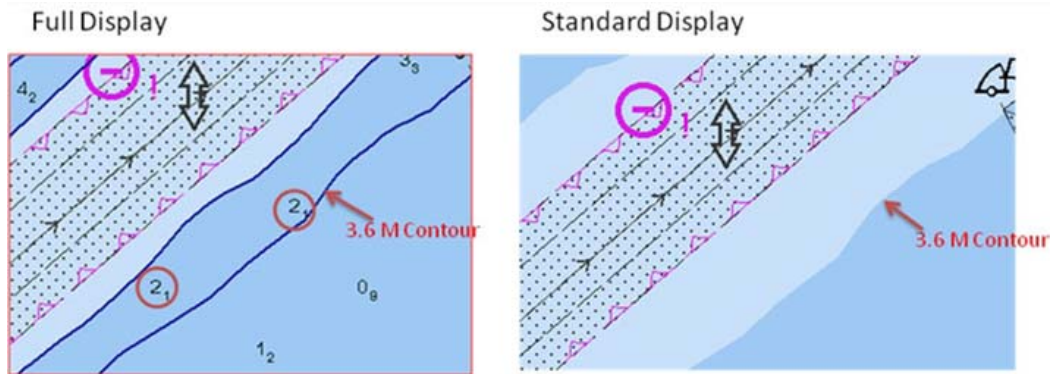 Full Display
Standard Display
3₃
4₂
1
1
2₁
3.6 M Contour
3.6 M Contour
2₁
0₉
1₂